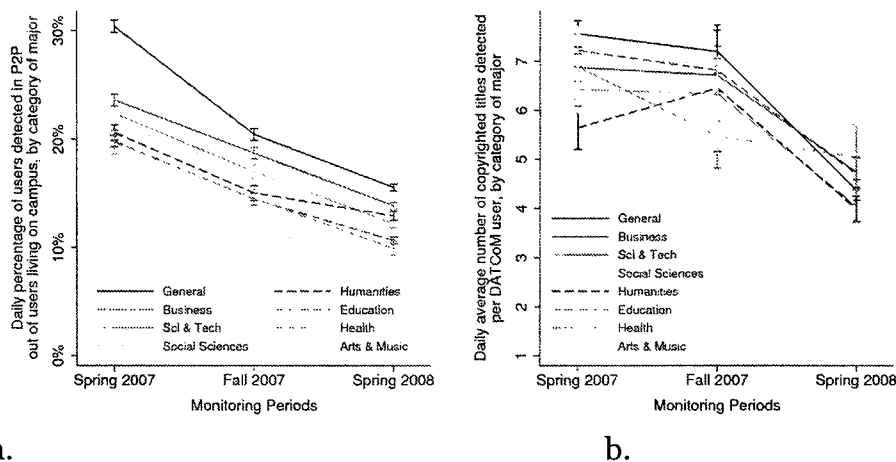 Daily percentage of users detected in P2P
out of users living on campus, by category of major
30%
20%
10%
0%
General
Business
Sci & Tech
Social Sciences
Humanities
Education
Health
Arts & Music
Spring 2007
Fall 2007
Spring 2008
Monitoring Periods
Daily average number of copyrighted titles detected
per DATCoM user, by category of major
7
6
5
4
3
2
1
General
Business
Sci & Tech
Social Sciences
Humanities
Education
Health
Arts & Music
Spring 2007
Fall 2007
Spring 2008
Monitoring Periods
b.